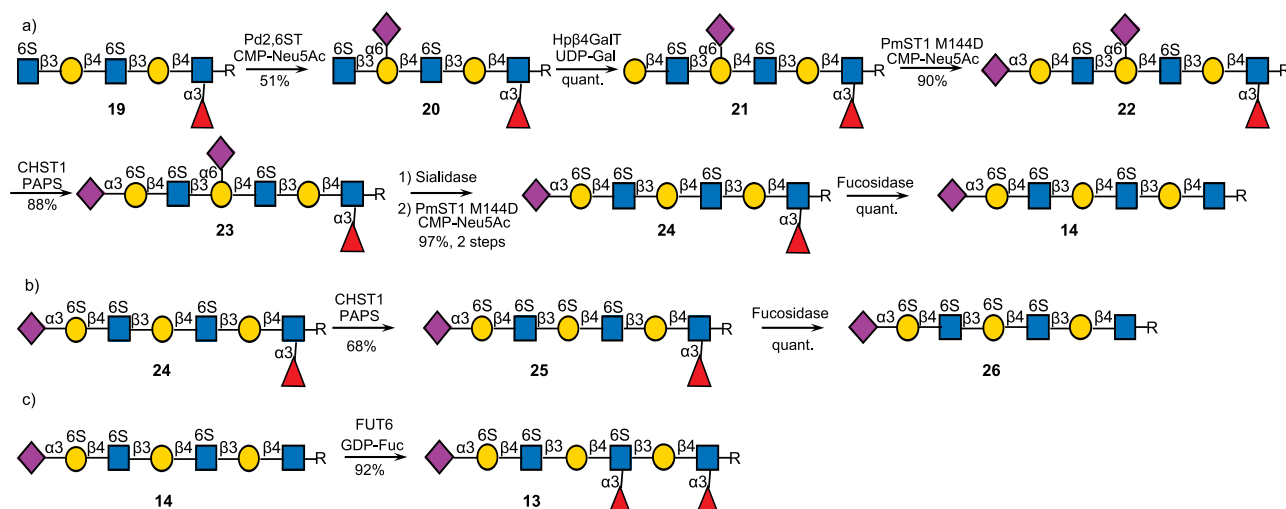 a)
6S 6S
β3 β4 β3 β4 R
α3
19
Pd2,6ST
CMP-Neu5Ac
51%
6S α6 6S
β3 β4 β3 β4 R
α3
20
Hpβ4GalT
UDP-Gal
quant.
6S α6 6S
β4 β3 β4 β3 β4 R
α3
21
PmST1 M144D
CMP-Neu5Ac
90%
6S α6 6S
α3 β4 β3 β4 β3 β4 R
α3
22
CHST1
PAPS
88%
6S 6S α6 6S
α3 β4 β3 β4 β3 β4 R
α3
23
1) Sialidase
2) PmST1 M144D
CMP-Neu5Ac
97%, 2 steps
6S 6S 6S
α3 β4 β3 β4 β3 β4 R
α3
24
Fucosidase
quant.
6S 6S 6S
α3 β4 β3 β4 β3 β4 R
14
b)
6S 6S 6S
α3 β4 β3 β4 β3 β4 R
α3
24
CHST1
PAPS
68%
6S 6S 6S 6S
α3 β4 β3 β4 β3 β4 R
α3
25
Fucosidase
quant.
6S 6S 6S 6S
α3 β4 β3 β4 β3 β4 R
26
c)
6S 6S 6S
α3 β4 β3 β4 β3 β4 R
14
FUT6
GDP-Fuc
92%
6S 6S 6S
α3 β4 β3 β4 β3 β4 R
α3 α3
13